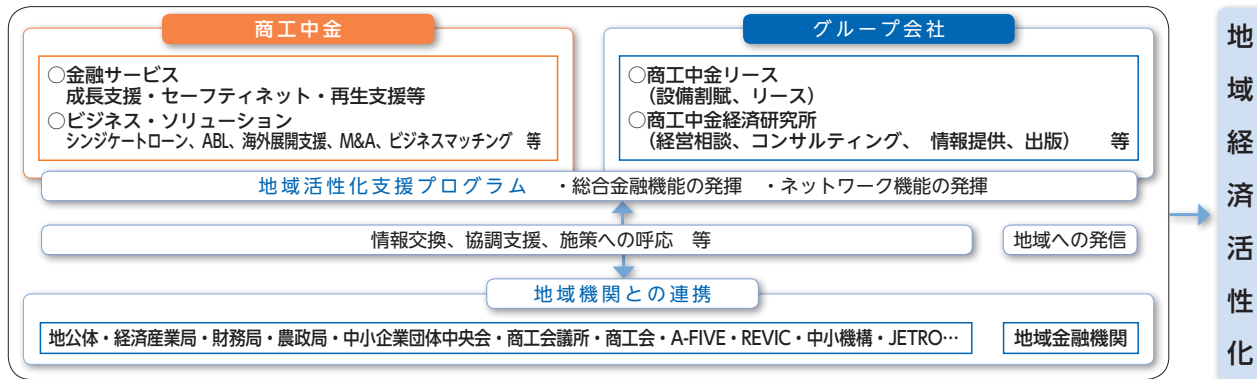 商工中金
○金融サービス
成長支援・セーフティネット・再生支援等
○ビジネス・ソリューション
シンジケートローン、ABL、海外展開支援、M&A、ビジネスマッチング 等
グループ会社
○商工中金リース
(設備割賦、リース)
○商工中金経済研究所
(経営相談、コンサルティング、 情報提供、出版) 等
地域活性化支援プログラム ・総合金融機能の発揮 ・ネットワーク機能の発揮
情報交換、協調支援、施策への呼応 等
地域への発信
地域機関との連携
地公体・経済産業局・財務局・農政局・中小企業団体中央会・商工会議所・商工会・A-FIVE・REVIC・中小機構・JETRO…
地域金融機関
地域経済活性化